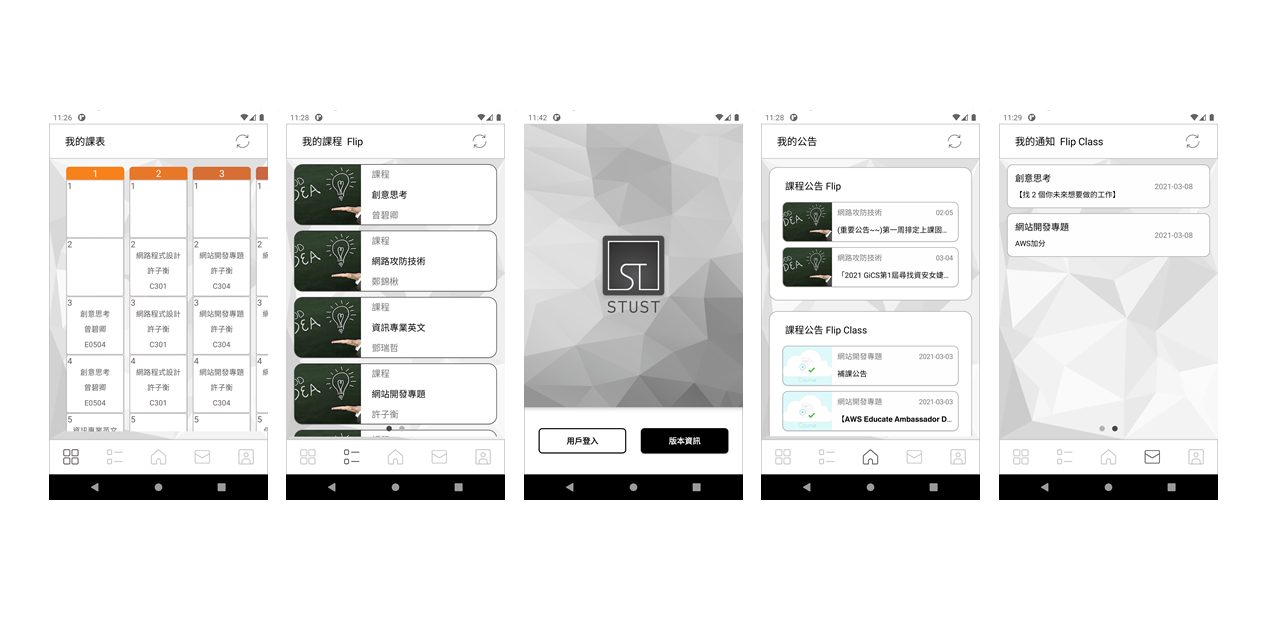 11:26
我的課表
1
2
3
1
1
1
1
2
2
網路程式設計
許子衡
C301
2
網站開發專題
許子衡
C304
2
3
創意思考
曾碧卿
E0504
3
網路程式設計
許子衡
C301
3
網站開發專題
許子衡
C304
3
4
創意思考
曾碧卿
E0504
4
網路程式設計
許子衡
C301
4
網站開發專題
許子衡
C304
4
5
資訊專業英文
5
5
5
11:28
我的課程 Flip
IDEA
課程
創意思考
曾碧卿
IDEA
課程
網路攻防技術
鄭錦楸
IDEA
課程
資訊專業英文
鄧瑞哲
IDEA
課程
網站開發專題
許子衡
11:42
ST
STUST
用戶登入
版本資訊
11:28
我的公告
課程公告 Flip
IDEA
網路攻防技術
02-05
(重要公告~~)第一周排定上課固...
IDEA
網路攻防技術
03-04
「2021 GiCS第1屆尋找資安女婕...
課程公告 Flip Class
Course
網站開發專題
2021-03-03
補課公告
Course
網站開發專題
2021-03-03
【AWS Educate Ambassador D...
11:29
我的通知 Flip Class
創意思考
2021-03-08
【找 2 個你未來想要做的工作】
網站開發專題
2021-03-08
AWS加分